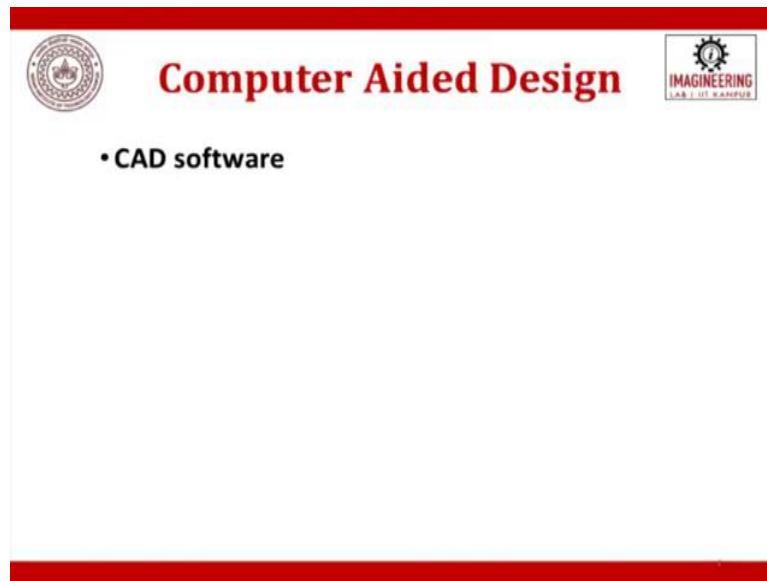 Computer Aided Design
IMAGINEERING
LAB | IIT KANPUR
• CAD software